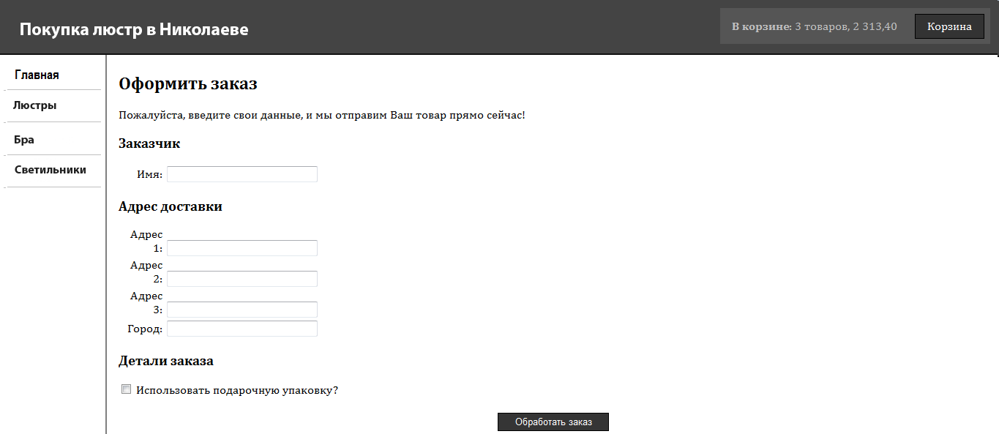 Покупка люстр в Николаеве
В корзине: 3 товаров, 2 313,40
Корзина
Главная
Люстры
Бра
Светильники
Оформить заказ
Пожалуйста, введите свои данные, и мы отправим Ваш товар прямо сейчас!
Заказчик
Имя:
Адрес доставки
Адрес
1:
Адрес
2:
Адрес
3:
Город:
Детали заказа
Использовать подарочную упаковку?
Обработать заказ